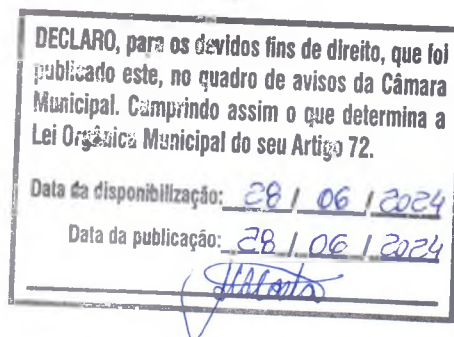 DECLARO, para os devidos fins de direito, que foi
publicado este, no quadro de avisos da Câmara
Municipal. Cumprindo assim o que determina a
Lei Orgânica Municipal do seu Artigo 72.
Data da disponibilização: 28 / 06 / 2024
Data da publicação: 28 / 06 / 2024